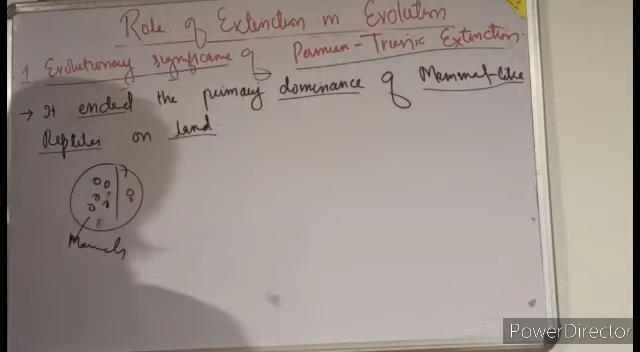 Role of Extinction in Evolution
1 Evolutionary significane of Permian-Triassic Extinction.
→ It ended the primary dominance of Mammal-like
Reptiles on land.
Mammals
PowerDirector